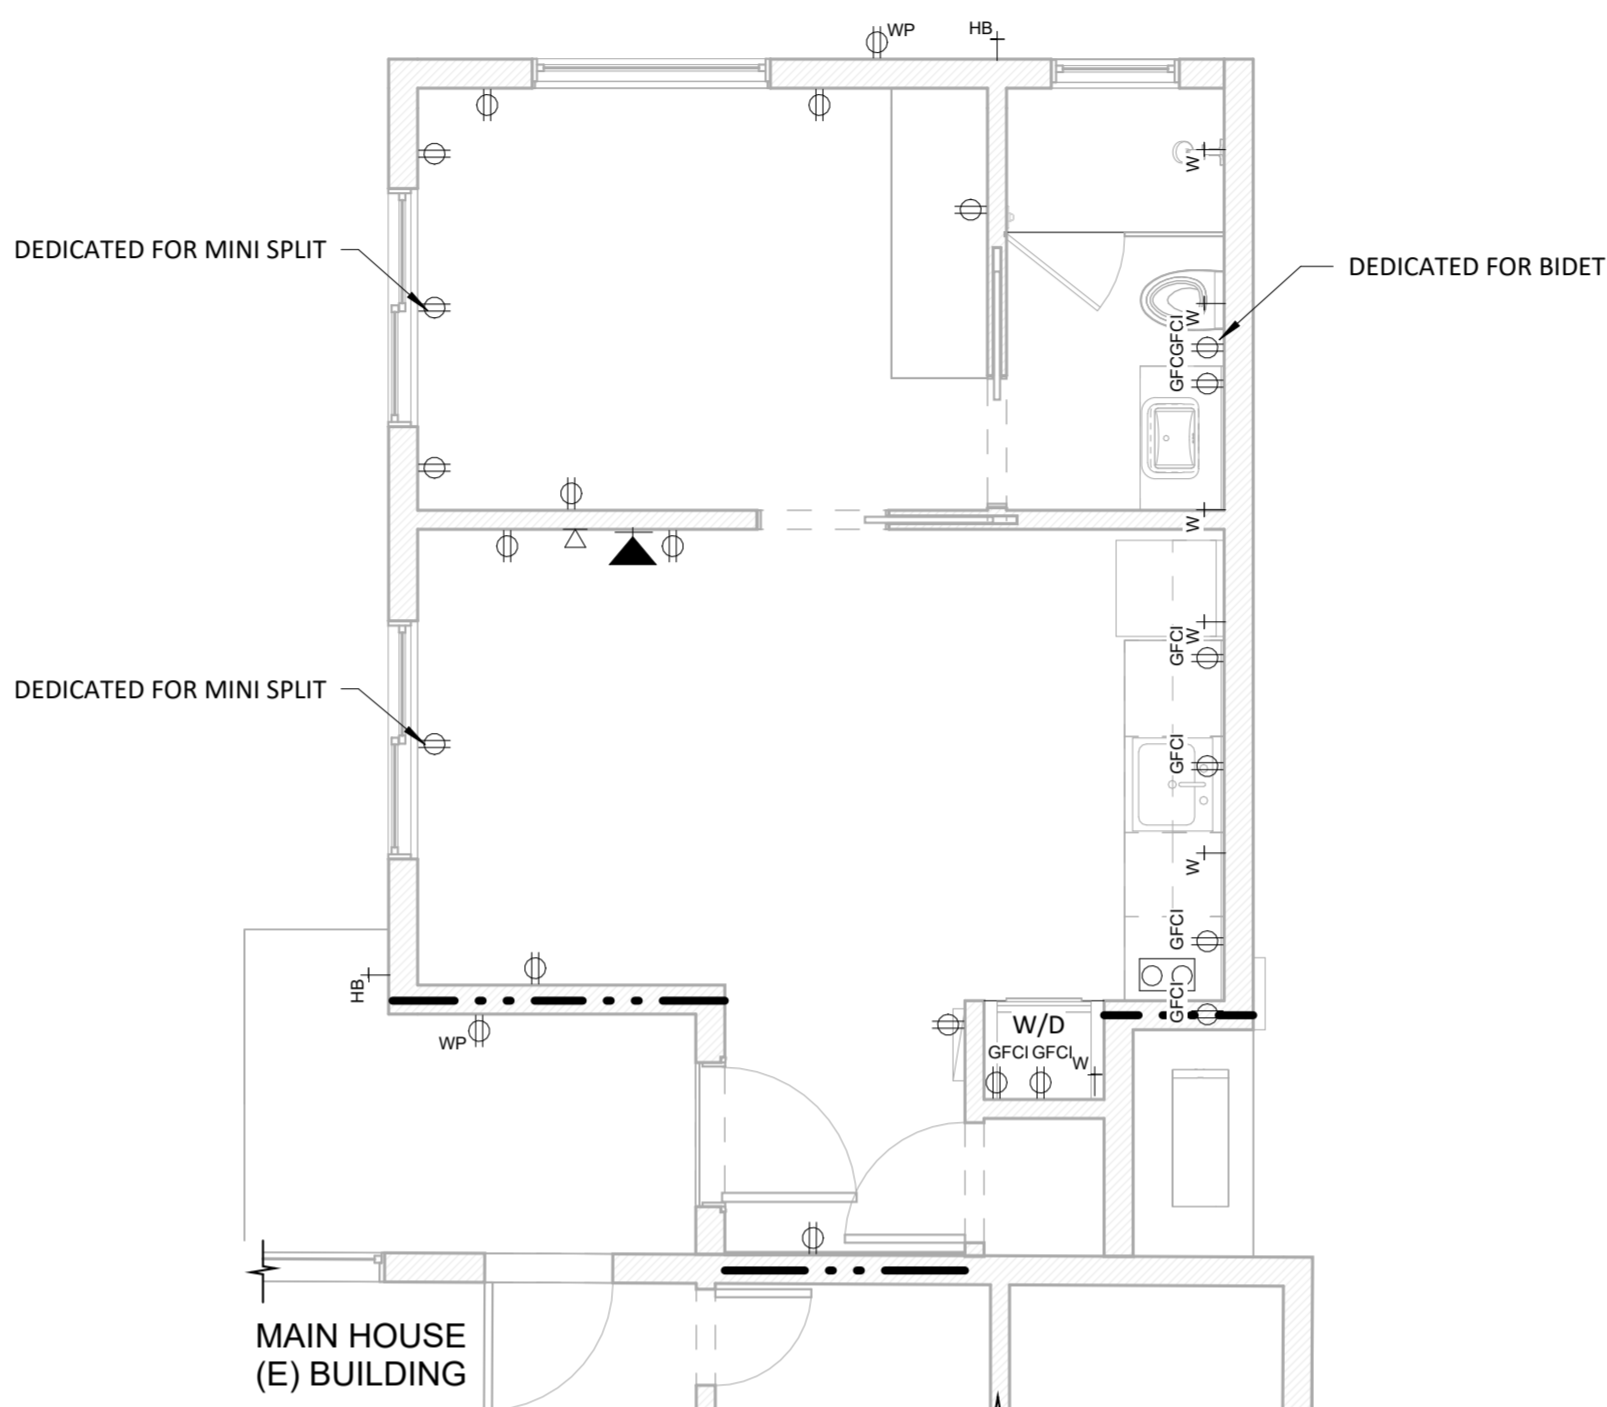 WP
HB
W
DEDICATED FOR MINI SPLIT
DEDICATED FOR BIDET
W
GFCI
GFCI
W
W
GFCI
DEDICATED FOR MINI SPLIT
GFCI
W
GFCI
HB
GFCI
W/D
WP
GFCI GFCI W
MAIN HOUSE
(E) BUILDING